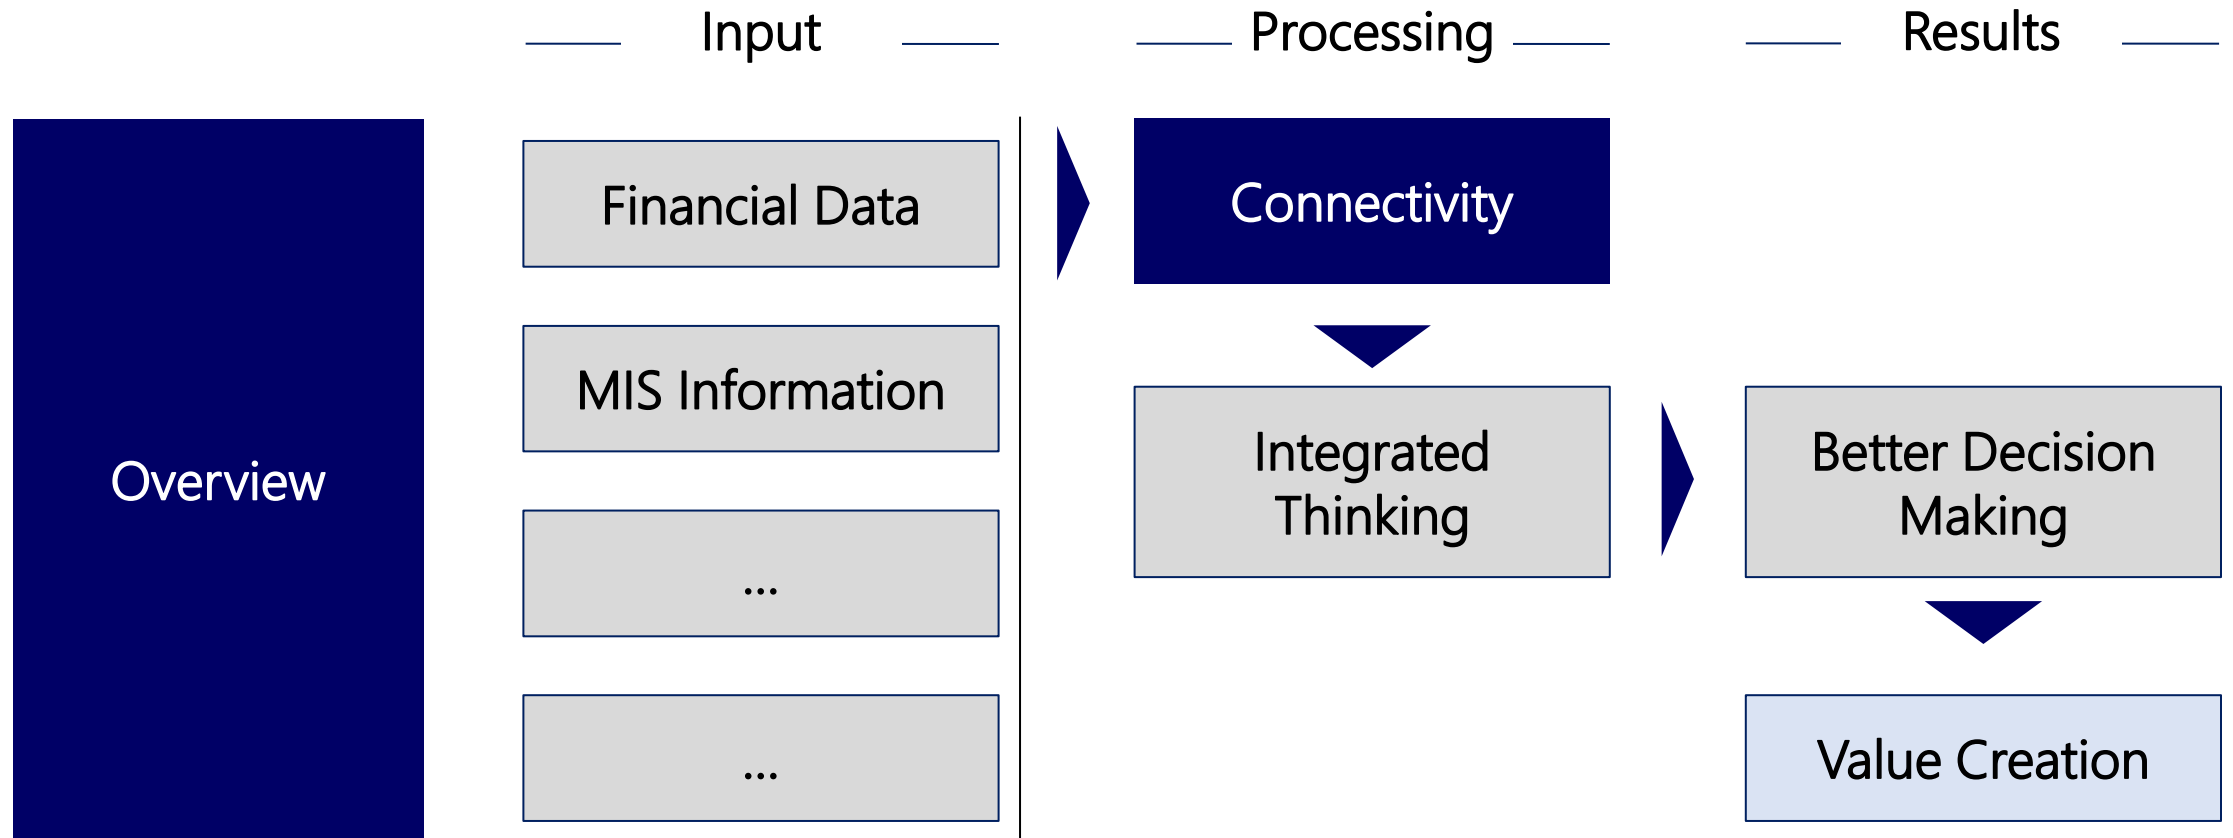 Input
Processing
Results
Overview
Financial Data
MIS Information
...
...
Connectivity
Integrated
Thinking
Better Decision
Making
Value Creation